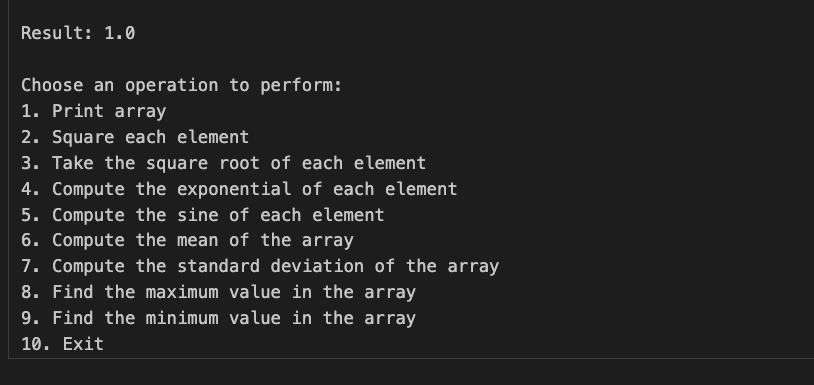 Result: 1.0
Choose an operation to perform:
1. Print array
2. Square each element
3. Take the square root of each element
4. Compute the exponential of each element
5. Compute the sine of each element
6. Compute the mean of the array
7. Compute the standard deviation of the array
8. Find the maximum value in the array
9. Find the minimum value in the array
10. Exit